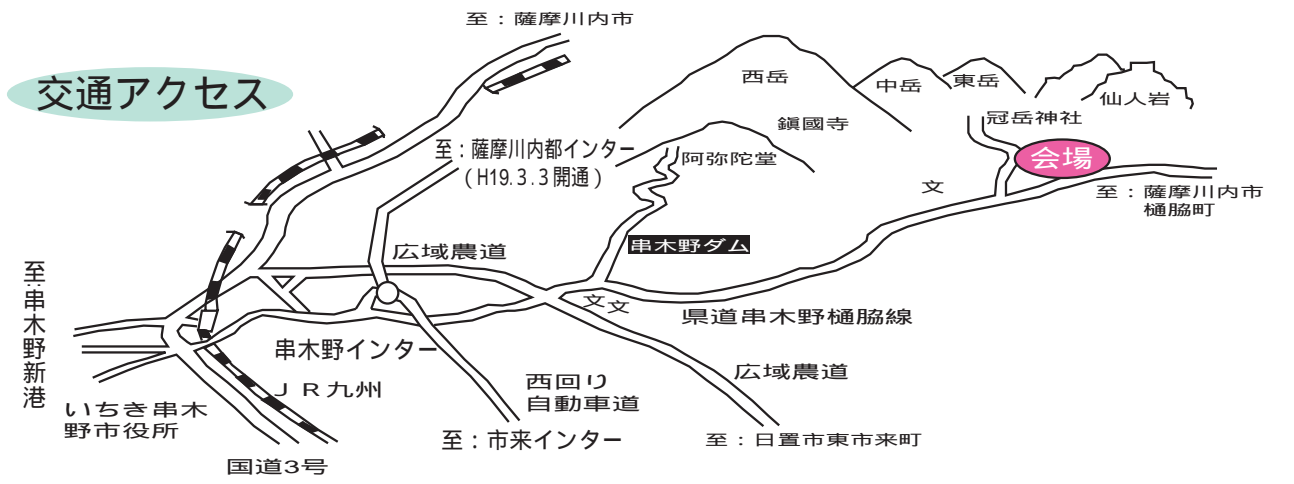 至：薩摩川内市
交通アクセス
西岳
中岳
東岳
仙人岩
冠岳神社
鎭國寺
至：薩摩川内都インター
（H19.3.3開通）
阿弥陀堂
会場
文
至：薩摩川内市
樋脇町
串木野ダム
広域農道
至：串木野新港
文文
県道串木野樋脇線
串木野インター
ＪＲ九州
西回り
自動車道
広域農道
いちき串木
野市役所
至：市来インター
至：日置市東市来町
国道3号